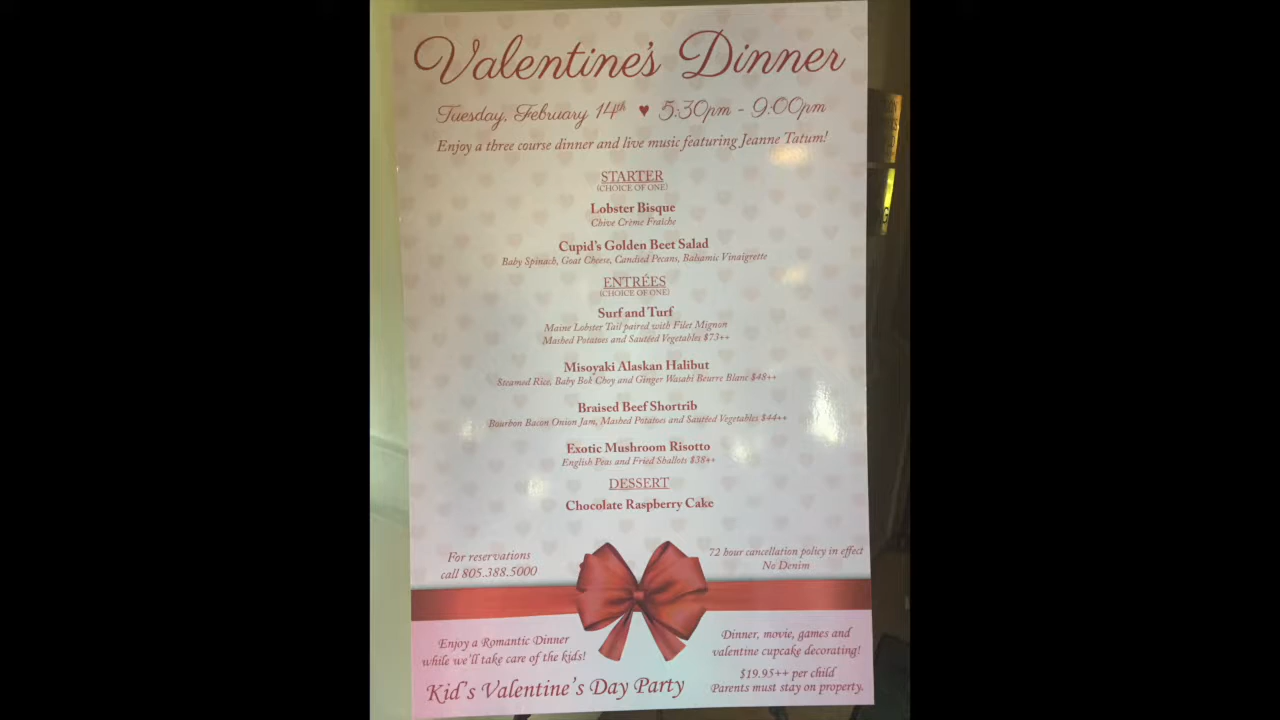 Valentine's Dinner
Tuesday, February 14th ♥ 5:30pm - 9:00pm
Enjoy a three course dinner and live music featuring Jeanne Tatum!
STARTER
(CHOICE OF ONE)
Lobster Bisque
Chive Crème Fraîche
Cupid's Golden Beet Salad
Baby Spinach, Goat Cheese, Candied Pecans, Balsamic Vinaigrette
ENTRÉES
(CHOICE OF ONE)
Surf and Turf
Maine Lobster Tail paired with Filet Mignon
Mashed Potatoes and Sautéed Vegetables $73++
Misoyaki Alaskan Halibut
Steamed Rice, Baby Bok Choy and Ginger Wasabi Beurre Blanc $48++
Braised Beef Shortrib
Bourbon Bacon Onion Jam, Mashed Potatoes and Sautéed Vegetables $44++
Exotic Mushroom Risotto
English Peas and Fried Shallots $38++
DESSERT
Chocolate Raspberry Cake
For reservations
call 805.388.5000
72 hour cancellation policy in effect
No Denim
Enjoy a Romantic Dinner
while we'll take care of the kids!
Kid's Valentine's Day Party
Dinner, movie, games and
valentine cupcake decorating!
$19.95++ per child
Parents must stay on property.